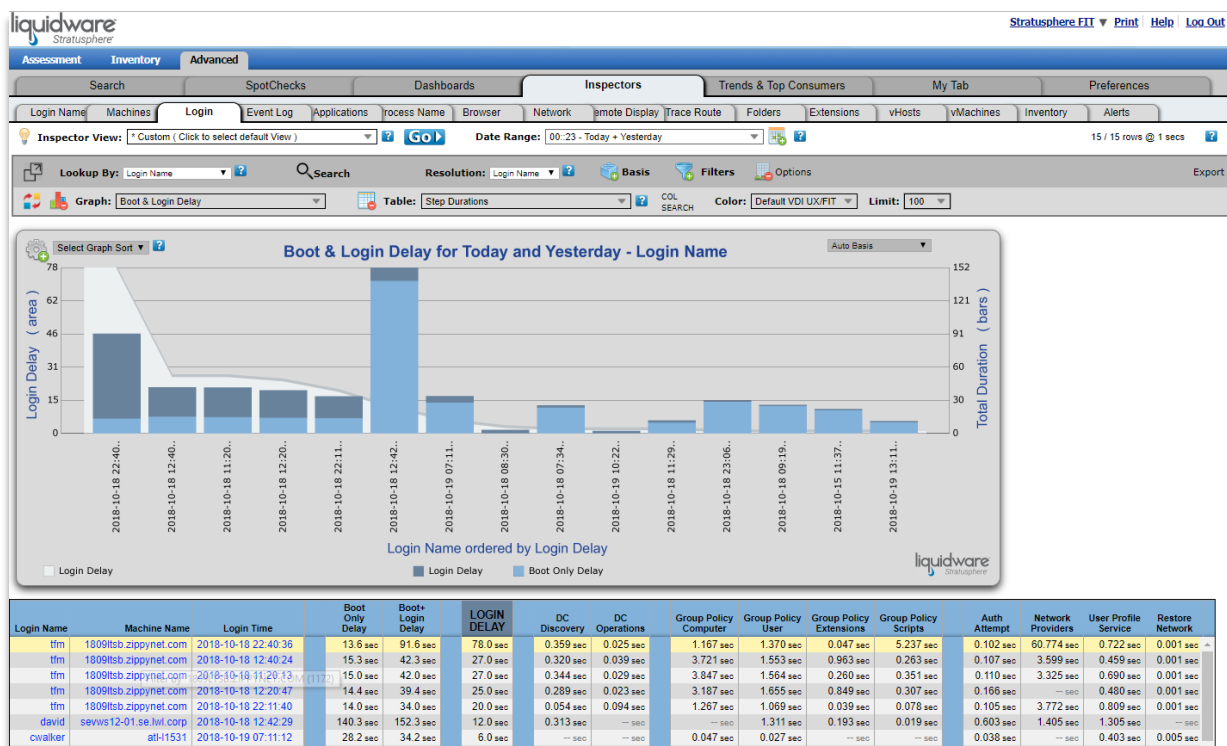 liquidware
Stratusphere
Stratusphere FIT ▼ Print Help Log Out
Assessment Inventory Advanced
Search SpotChecks Dashboards Inspectors Trends & Top Consumers My Tab Preferences
Login Name Machines Login Event Log Applications rocess Name Browser Network emote Display Trace Route Folders Extensions vHosts vMachines Inventory Alerts
Inspector View: * Custom ( Click to select default View ) ? Go Date Range: 00::23 - Today + Yesterday ? 15 / 15 rows @ 1 secs ?
Lookup By: Login Name ? Search Resolution: Login Name ? Basis Filters Options Export
Graph: Boot & Login Delay Table: Step Durations ? COL SEARCH Color: Default VDI UX/FIT Limit: 100
Select Graph Sort ▼ ? Boot & Login Delay for Today and Yesterday - Login Name Auto Basis ▼
78 152
62 121
46 91
31 60
15 30
0 0
Login Delay ( area )
Total Duration ( bars )
2018-10-18 22:40..
2018-10-18 12:40..
2018-10-18 11:20..
2018-10-18 12:20..
2018-10-18 22:11..
2018-10-18 12:42..
2018-10-19 07:11..
2018-10-18 08:30..
2018-10-18 07:34..
2018-10-19 10:22..
2018-10-18 11:29..
2018-10-18 23:06..
2018-10-18 09:19..
2018-10-15 11:37..
2018-10-19 13:11..
Login Name ordered by Login Delay
Login Delay Login Delay Boot Only Delay
liquidware
Stratusphere
Login Name Machine Name Login Time Boot Only Delay Boot+ Login Delay LOGIN DELAY DC Discovery DC Operations Group Policy Computer Group Policy User Group Policy Extensions Group Policy Scripts Auth Attempt Network Providers User Profile Service Restore Network
tfm 1809ltsb.zippynet.com 2018-10-18 22:40:36 13.6 sec 91.6 sec 78.0 sec 0.359 sec 0.025 sec 1.167 sec 1.370 sec 0.047 sec 5.237 sec 0.102 sec 60.774 sec 0.722 sec 0.001 sec
tfm 1809ltsb.zippynet.com 2018-10-18 12:40:24 15.3 sec 42.3 sec 27.0 sec 0.320 sec 0.039 sec 3.721 sec 1.553 sec 0.963 sec 0.263 sec 0.107 sec 3.599 sec 0.459 sec 0.001 sec
tfm 1809ltsb.zippynet.com 2018-10-18 11:20:13 15.0 sec 42.0 sec 27.0 sec 0.344 sec 0.029 sec 3.847 sec 1.564 sec 0.260 sec 0.351 sec 0.110 sec 3.325 sec 0.690 sec 0.001 sec
tfm 1809ltsb.zippynet.com 2018-10-18 12:20:47 14.4 sec 39.4 sec 25.0 sec 0.289 sec 0.023 sec 3.187 sec 1.655 sec 0.849 sec 0.307 sec 0.166 sec -- sec 0.480 sec 0.001 sec
tfm 1809ltsb.zippynet.com 2018-10-18 22:11:40 14.0 sec 34.0 sec 20.0 sec 0.054 sec 0.094 sec 1.267 sec 1.069 sec 0.039 sec 0.078 sec 0.105 sec 3.772 sec 0.809 sec 0.001 sec
david sevws12-01.se.lwl.corp 2018-10-18 12:42:29 140.3 sec 152.3 sec 12.0 sec 0.313 sec -- sec -- sec 1.311 sec 0.193 sec 0.019 sec 0.603 sec 1.405 sec 1.305 sec -- sec
cwalker atl-l1531 2018-10-19 07:11:12 28.2 sec 34.2 sec 6.0 sec -- sec -- sec 0.047 sec 0.027 sec -- sec -- sec 0.038 sec -- sec 0.403 sec 0.005 sec